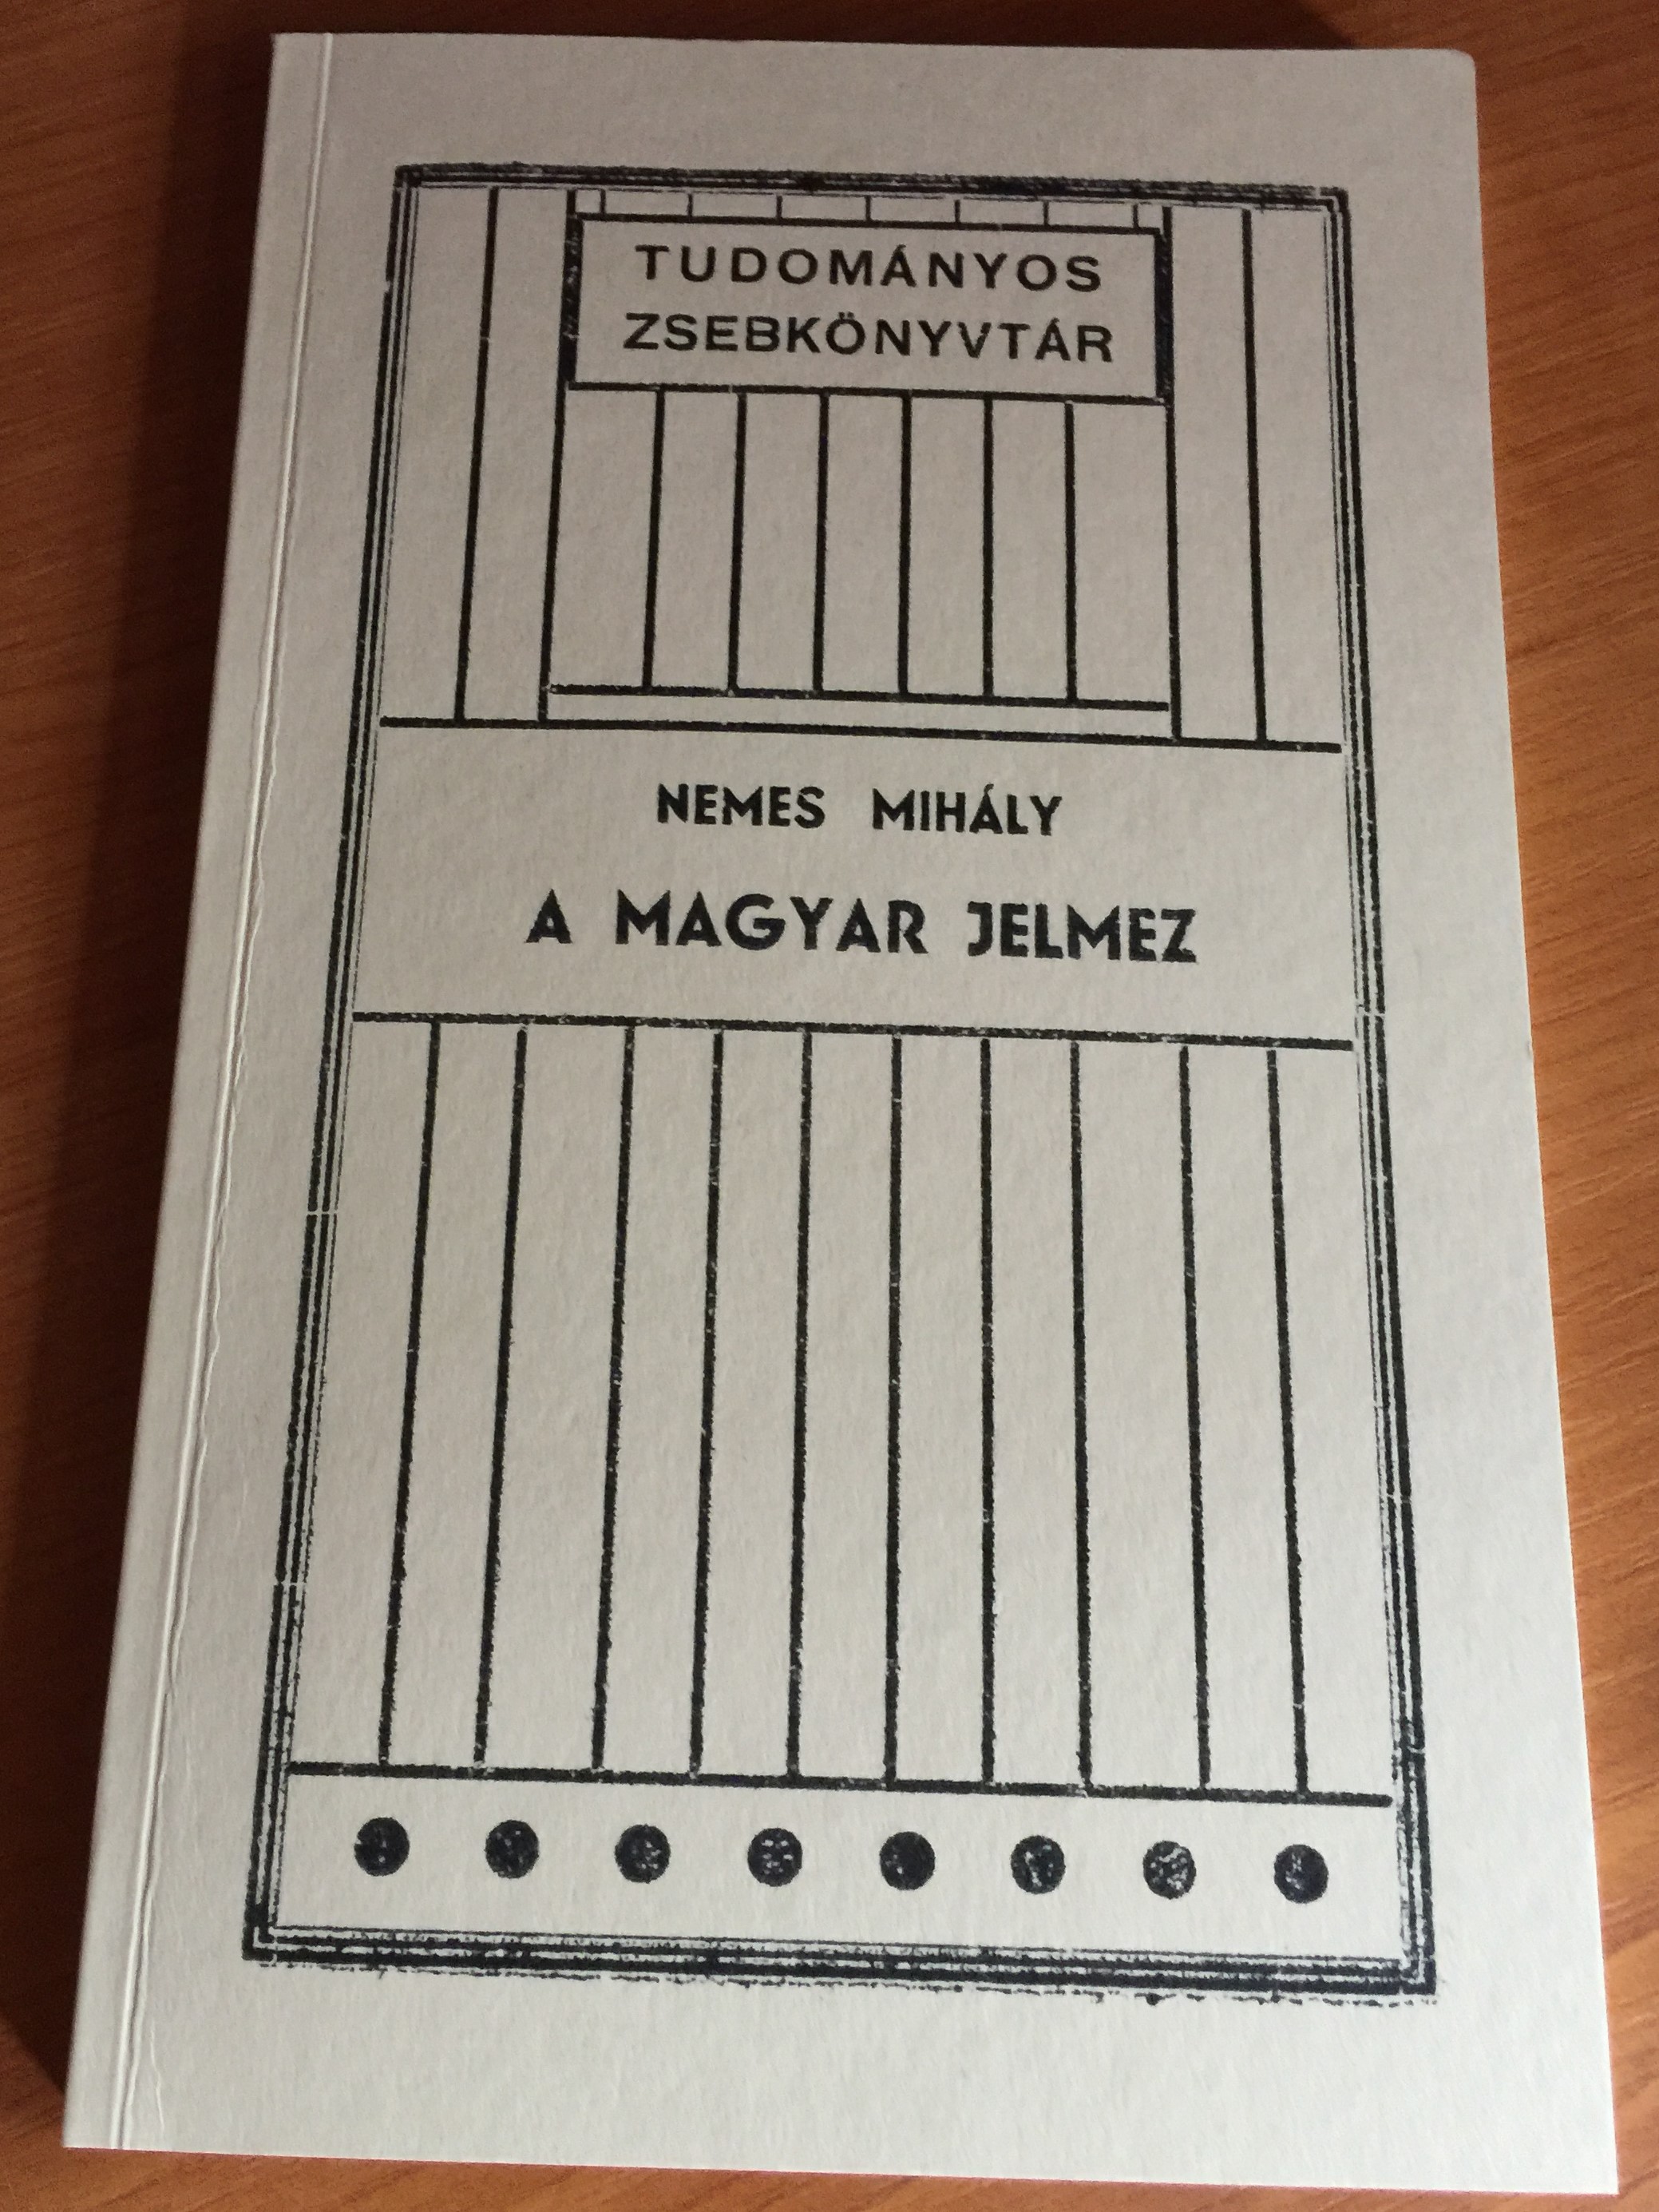 TUDOMÁNYOS
ZSEBKÖNYVTÁR
NEMES MIHÁLY
A MAGYAR JELMEZ